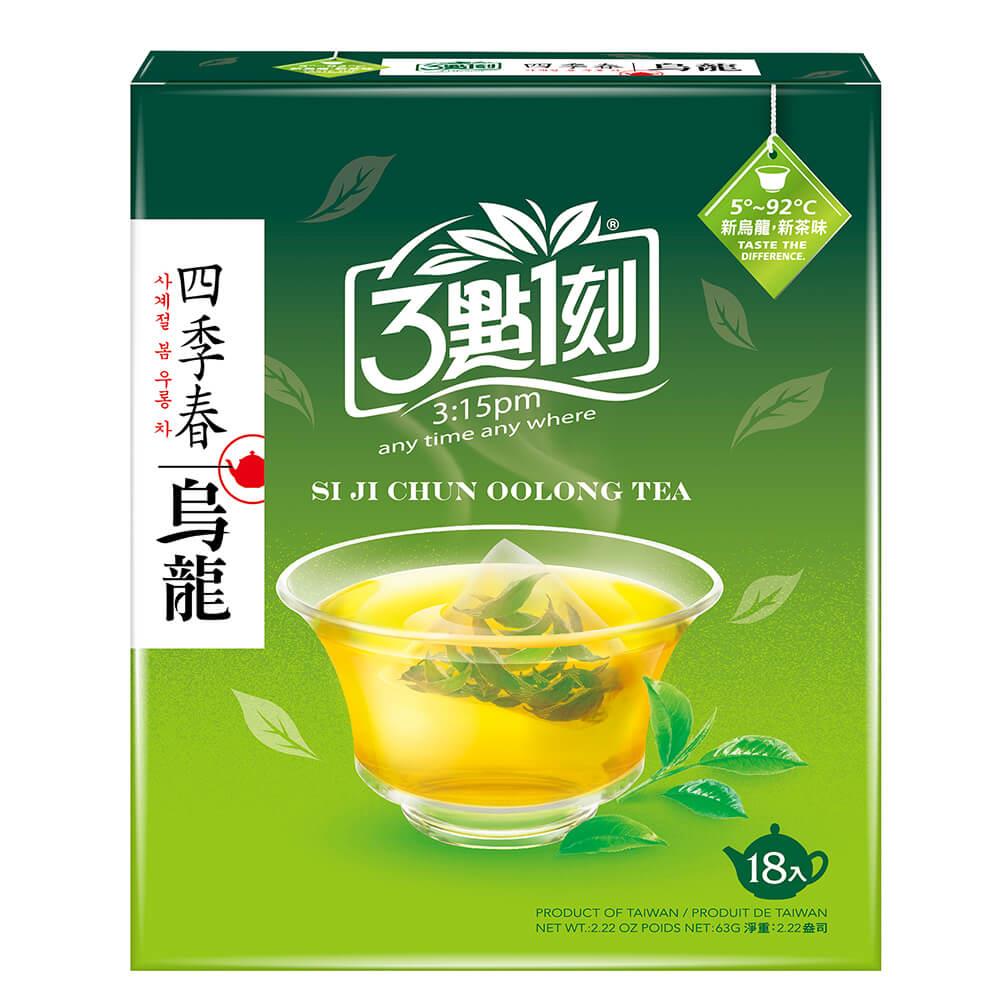 3點1刻
四季春 | 烏龍
5°~92°C
新烏龍,新茶味
TASTE THE
DIFFERENCE.
3點1刻®
3:15pm
any time any where
四季春
사계절 봄 우롱 차
烏龍
SI JI CHUN OOLONG TEA
18入
PRODUCT OF TAIWAN / PRODUIT DE TAIWAN
NET WT.:2.22 OZ POIDS NET:63G 淨重:2.22盎司